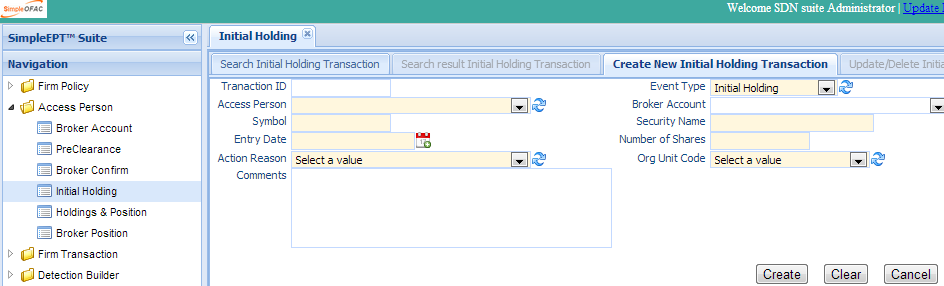 SimpleOFAC
Welcome SDN suite Administrator | Update
SimpleEPT™ Suite
Initial Holding
Navigation
Search Initial Holding Transaction
Search result Initial Holding Transaction
Create New Initial Holding Transaction
Update/Delete
Firm Policy
Access Person
Broker Account
PreClearance
Broker Confirm
Initial Holding
Holdings & Position
Broker Position
Firm Transaction
Detection Builder
Tranaction ID
Event Type Initial Holding
Access Person
Broker Account
Symbol
Security Name
Entry Date
Number of Shares
Action Reason Select a value
Org Unit Code Select a value
Comments
Create Clear Cancel